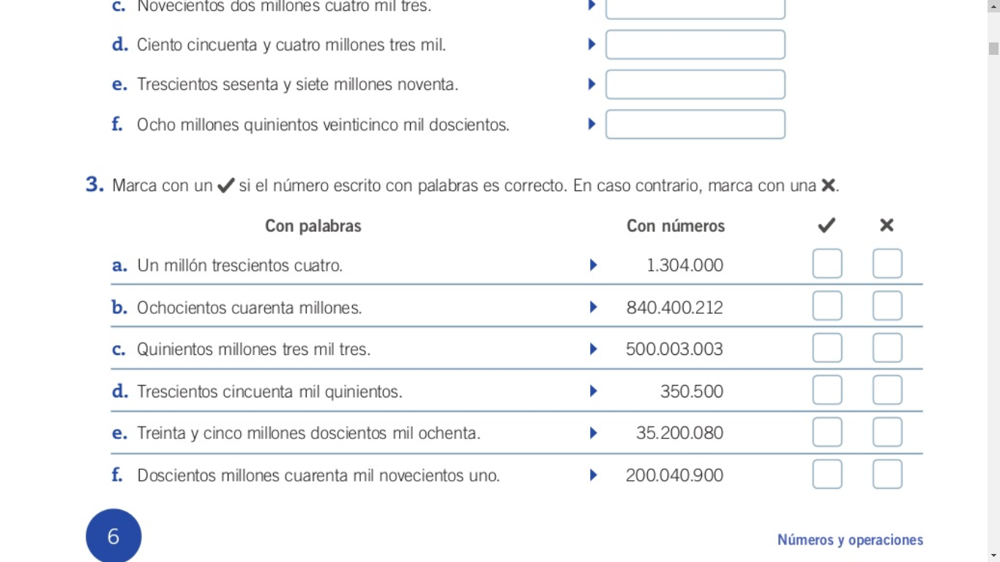 c. Novecientos dos millones cuatro mil tres.
d. Ciento cincuenta y cuatro millones tres mil.
e. Trescientos sesenta y siete millones noventa.
f. Ocho millones quinientos veinticinco mil doscientos.
3. Marca con un ✔ si el número escrito con palabras es correcto. En caso contrario, marca con una ✖.
Con palabras Con números ✔ ✖
a. Un millón trescientos cuatro. 1.304.000
b. Ochocientos cuarenta millones. 840.400.212
c. Quinientos millones tres mil tres. 500.003.003
d. Trescientos cincuenta mil quinientos. 350.500
e. Treinta y cinco millones doscientos mil ochenta. 35.200.080
f. Doscientos millones cuarenta mil novecientos uno. 200.040.900
6
Números y operaciones